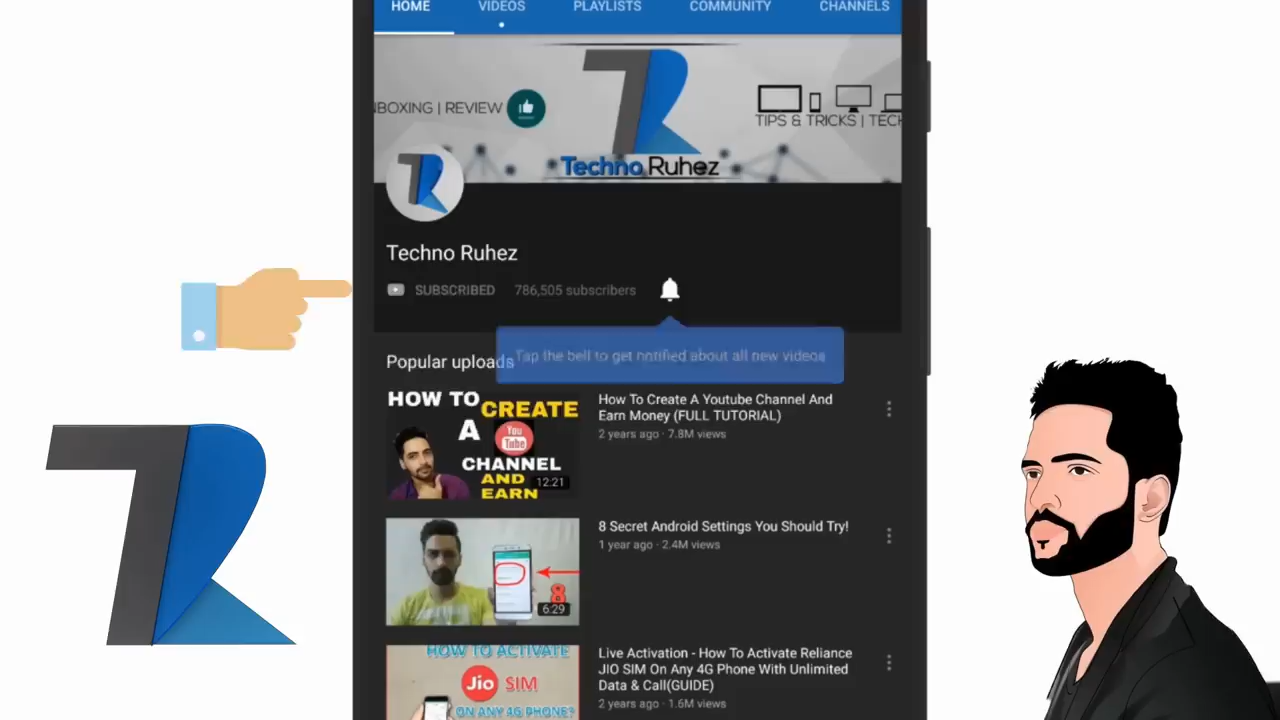 HOME VIDEOS PLAYLISTS COMMUNITY CHANNELS
NBOXING | REVIEW
TIPS & TRICKS | TECH
Techno Ruhez
Techno Ruhez
SUBSCRIBED 786,505 subscribers
Tap the bell to get notified about all new videos
Popular uploads
HOW TO CREATE
A You Tube
CHANNEL
AND
EARN
12:21
How To Create A Youtube Channel And
Earn Money (FULL TUTORIAL)
2 years ago · 7.8M views
8
6:29
8 Secret Android Settings You Should Try!
1 year ago · 2.4M views
HOW TO ACTIVATE
Jio SIM
ON ANY 4G PHONE?
Live Activation - How To Activate Reliance
JIO SIM On Any 4G Phone With Unlimited
Data & Call(GUIDE)
2 years ago · 1.6M views